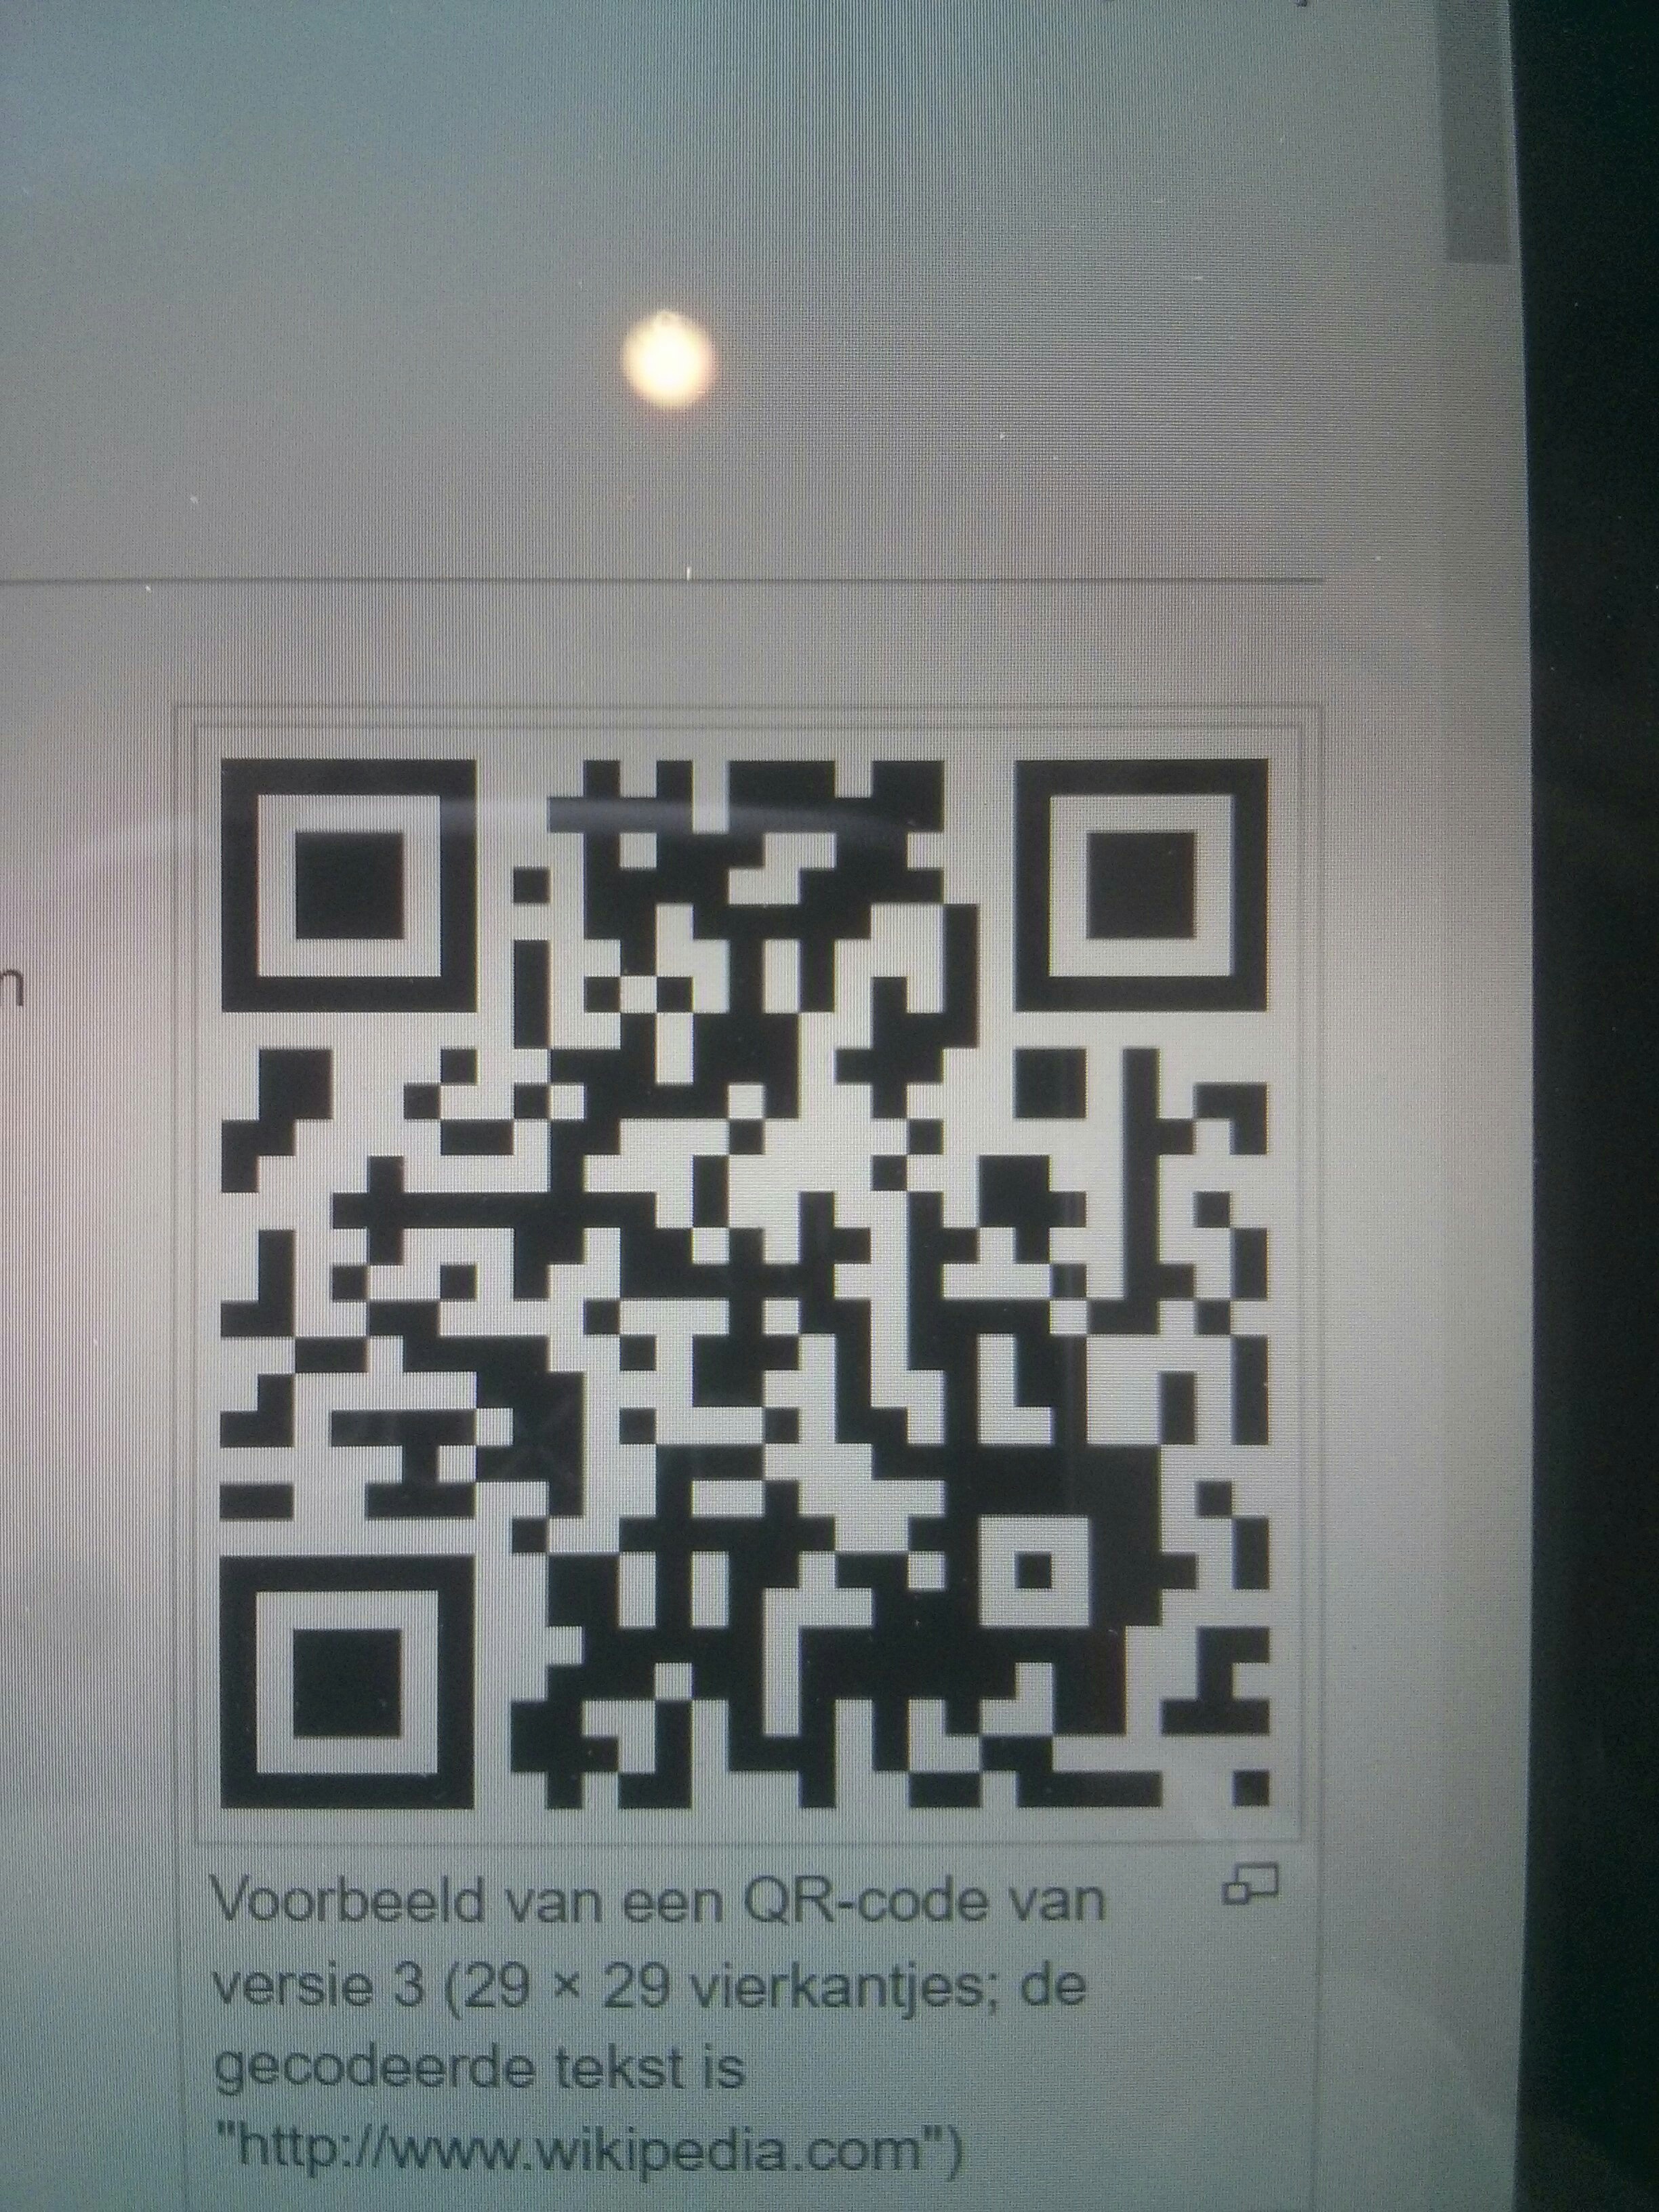 n
Voorbeeld van een QR-code van
versie 3 (29 × 29 vierkantjes; de
gecodeerde tekst is
"http://www.wikipedia.com")